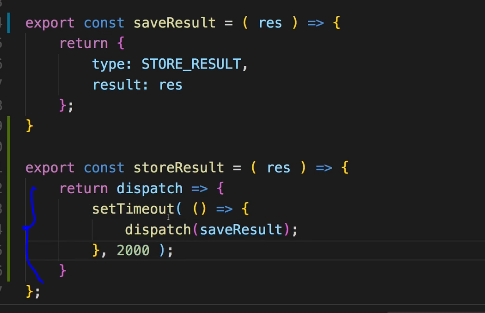 export const saveResult = ( res ) => {
return {
type: STORE_RESULT,
result: res
};
}
export const storeResult = ( res ) => {
return dispatch => {
setTimeout( () => {
dispatch(saveResult);
}, 2000 );
}
};